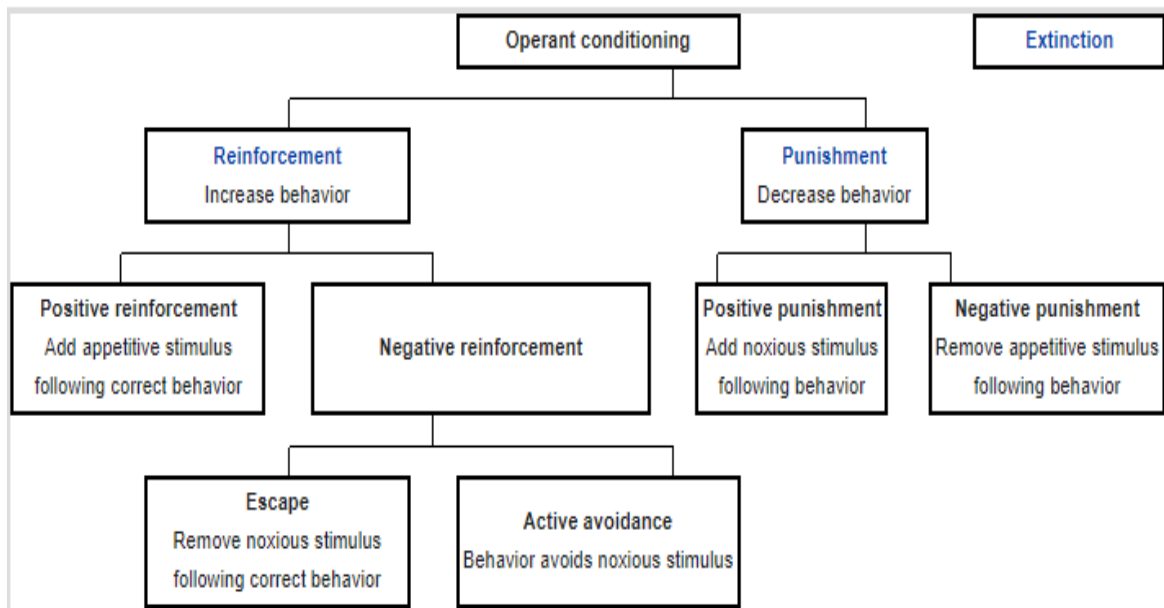 Operant conditioning
Extinction
Reinforcement
Increase behavior
Punishment
Decrease behavior
Positive reinforcement
Add appetitive stimulus
following correct behavior
Negative reinforcement
Positive punishment
Add noxious stimulus
following behavior
Negative punishment
Remove appetitive stimulus
following behavior
Escape
Remove noxious stimulus
following correct behavior
Active avoidance
Behavior avoids noxious stimulus